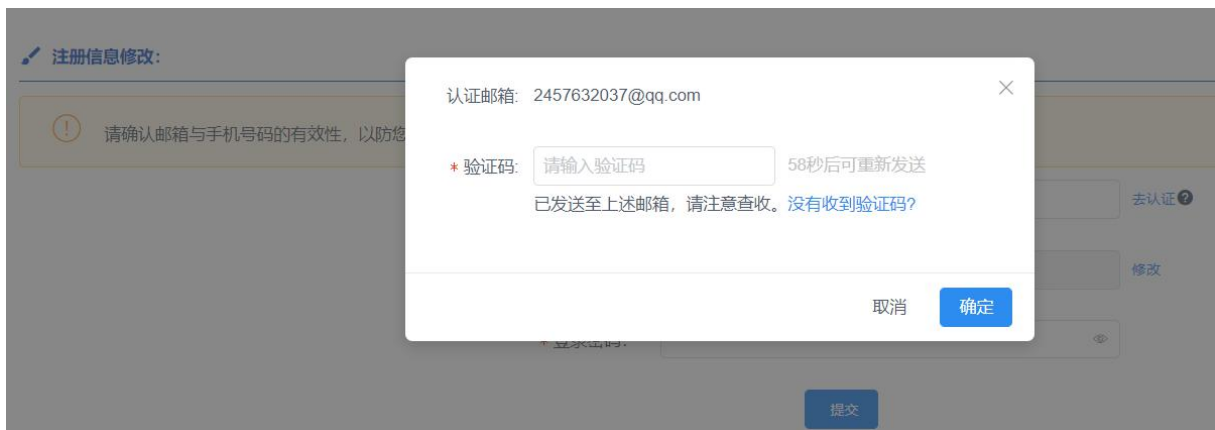 注册信息修改：
认证邮箱: 2457632037@qq.com
请确认邮箱与手机号码的有效性，以防您
* 验证码: 请输入验证码 58秒后可重新发送
已发送至上述邮箱，请注意查收。没有收到验证码?
去认证
修改
取消 确定
* 登录密码：
提交